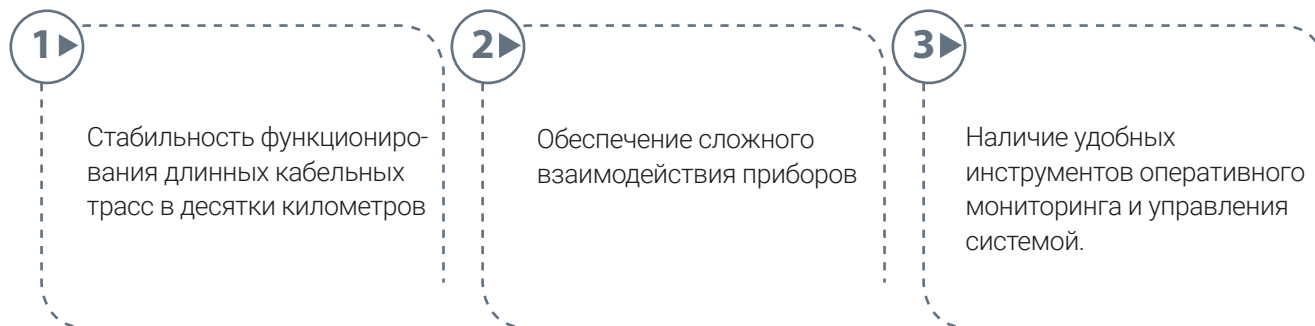 1
Стабильность функциониро-
вания длинных кабельных
трасс в десятки километров
2
Обеспечение сложного
взаимодействия приборов
3
Наличие удобных
инструментов оперативного
мониторинга и управления
системой.